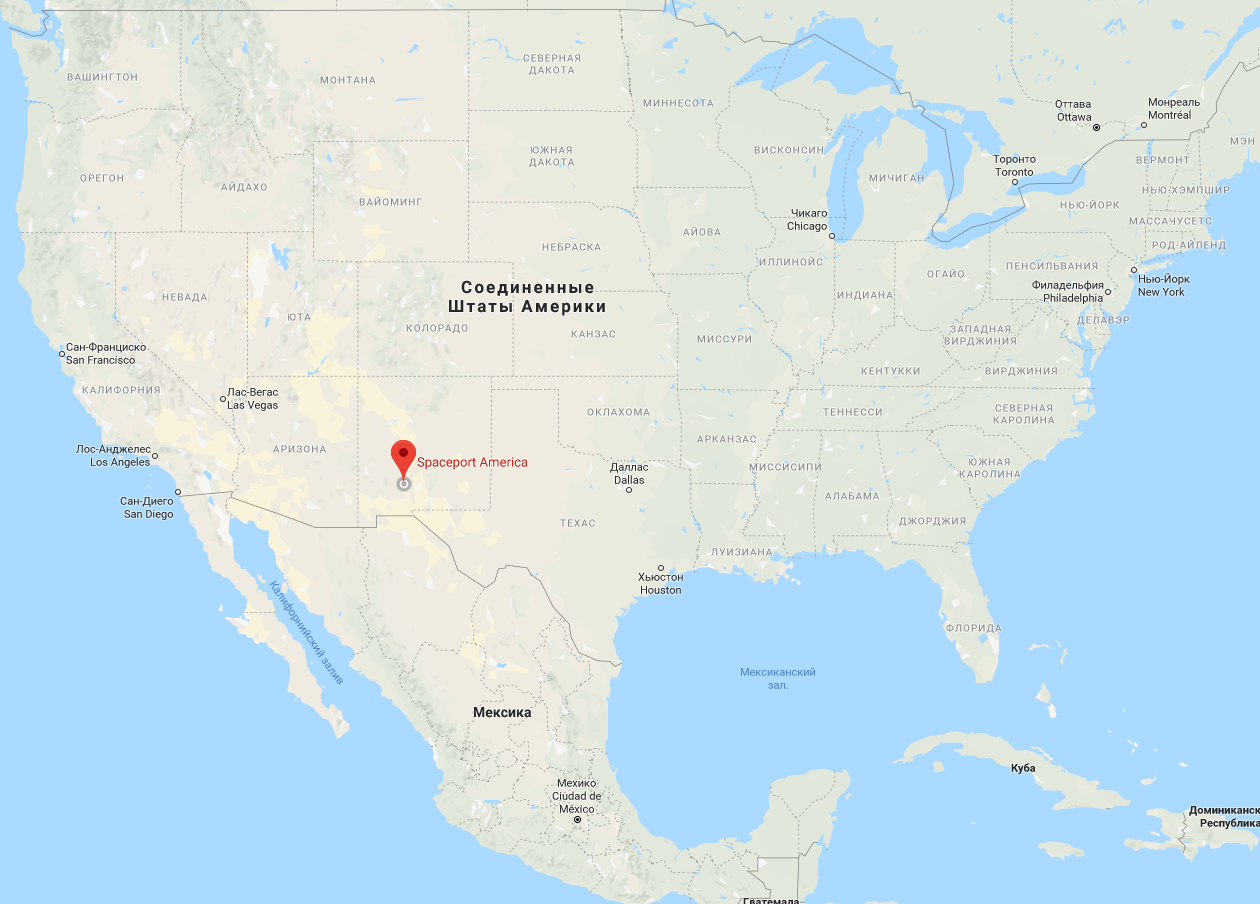 ВАШИНГТОН
МОНТАНА
СЕВЕРНАЯ
ДАКОТА
МИННЕСОТА
Оттава
Ottawa
Монреаль
Montréal
МЭН
ОРЕГОН
АЙДАХО
ЮЖНАЯ
ДАКОТА
ВИСКОНСИН
МИЧИГАН
Торонто
Toronto
ВЕРМОНТ
НЬЮ-ХЭМПШИР
ВАЙОМИНГ
НЬЮ-ЙОРК
МАССАЧУСЕТС
Чикаго
Chicago
АЙОВА
НЕБРАСКА
РОД-АЙЛЕНД
ИЛЛИНОЙС
ОГАЙО
ПЕНСИЛЬВАНИЯ
Нью-Йорк
New York
Филадельфия
Philadelphia
НЕВАДА
ЮТА
Соединенные
Штаты Америки
ИНДИАНА
ДЕЛАВЭР
КОЛОРАДО
КАНЗАС
МИССУРИ
ЗАПАДНАЯ
ВИРДЖИНИЯ
Сан-Франциско
San Francisco
КЕНТУККИ
ВИРДЖИНИЯ
КАЛИФОРНИЯ
Лас-Вегас
Las Vegas
ОКЛАХОМА
ТЕННЕССИ
СЕВЕРНАЯ
КАРОЛИНА
АРИЗОНА
АРКАНЗАС
Лос-Анджелес
Los Angeles
Spaceport America
Даллас
Dallas
МИССИСИПИ
ЮЖНАЯ
КАРОЛИНА
Сан-Диего
San Diego
АЛАБАМА
ТЕХАС
ДЖОРДЖИЯ
ЛУИЗИАНА
Хьюстон
Houston
Калифорнийский залив
ФЛОРИДА
Мексиканский
зал.
Мексика
Куба
Мехико
Ciudad de
México
Доминиканск
Республика
Гватемала